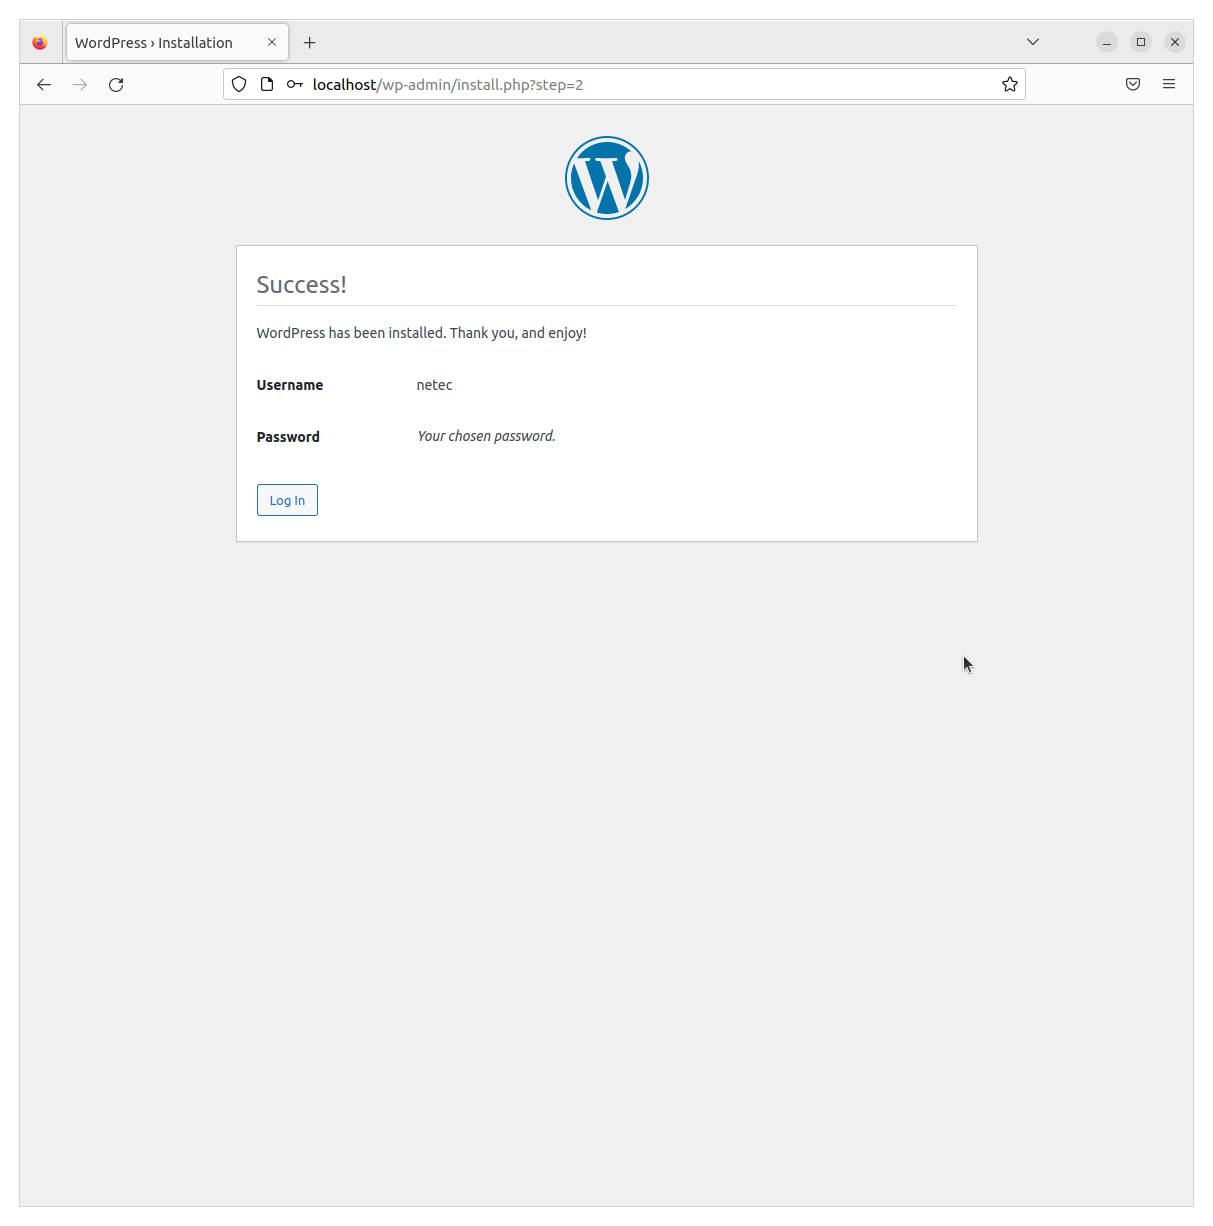 WordPress › Installation
localhost/wp-admin/install.php?step=2
Success!
WordPress has been installed. Thank you, and enjoy!
Username netec
Password Your chosen password.
Log In